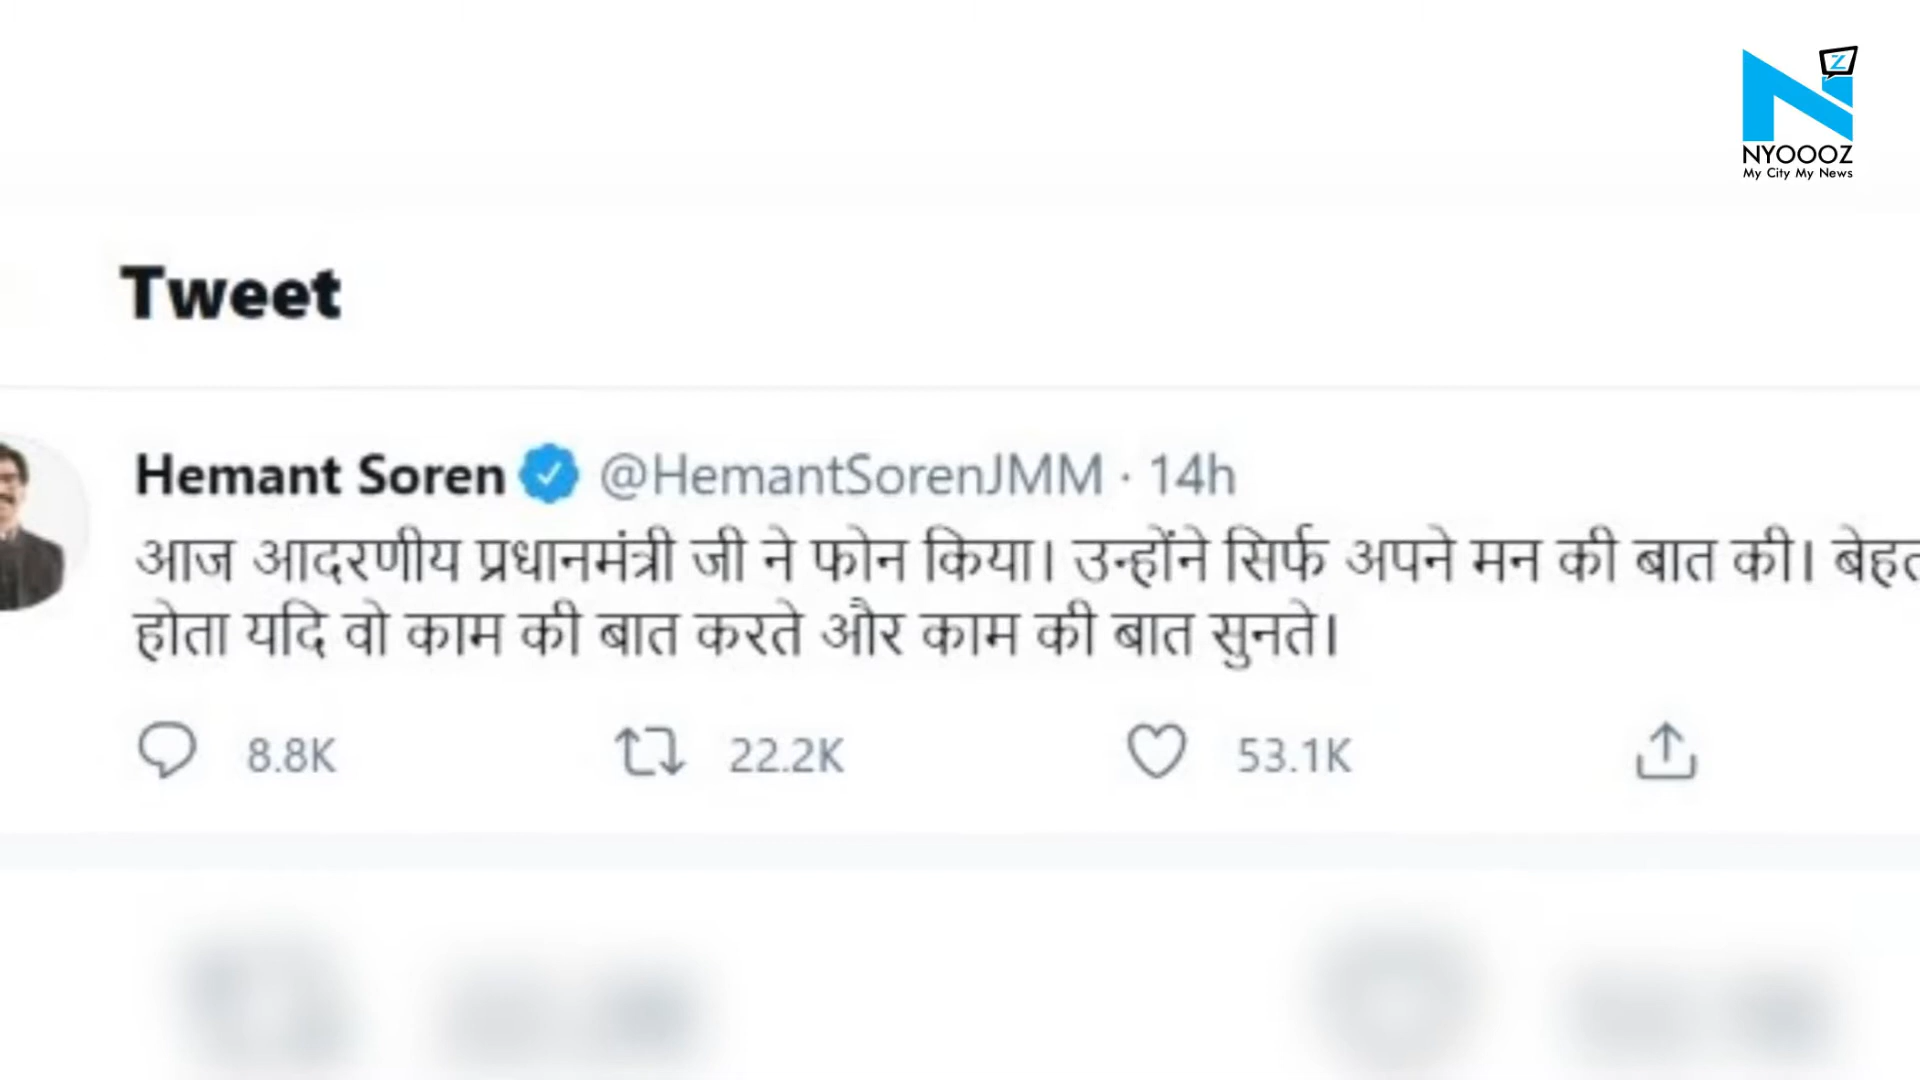 NYOOOZ
My City My News
Tweet
Hemant Soren @HemantSorenJMM · 14h
आज आदरणीय प्रधानमंत्री जी ने फोन किया। उन्होंने सिर्फ अपने मन की बात की।
होता यदि वो काम की बात करते और काम की बात सुनते।
8.8K 22.2K 53.1K